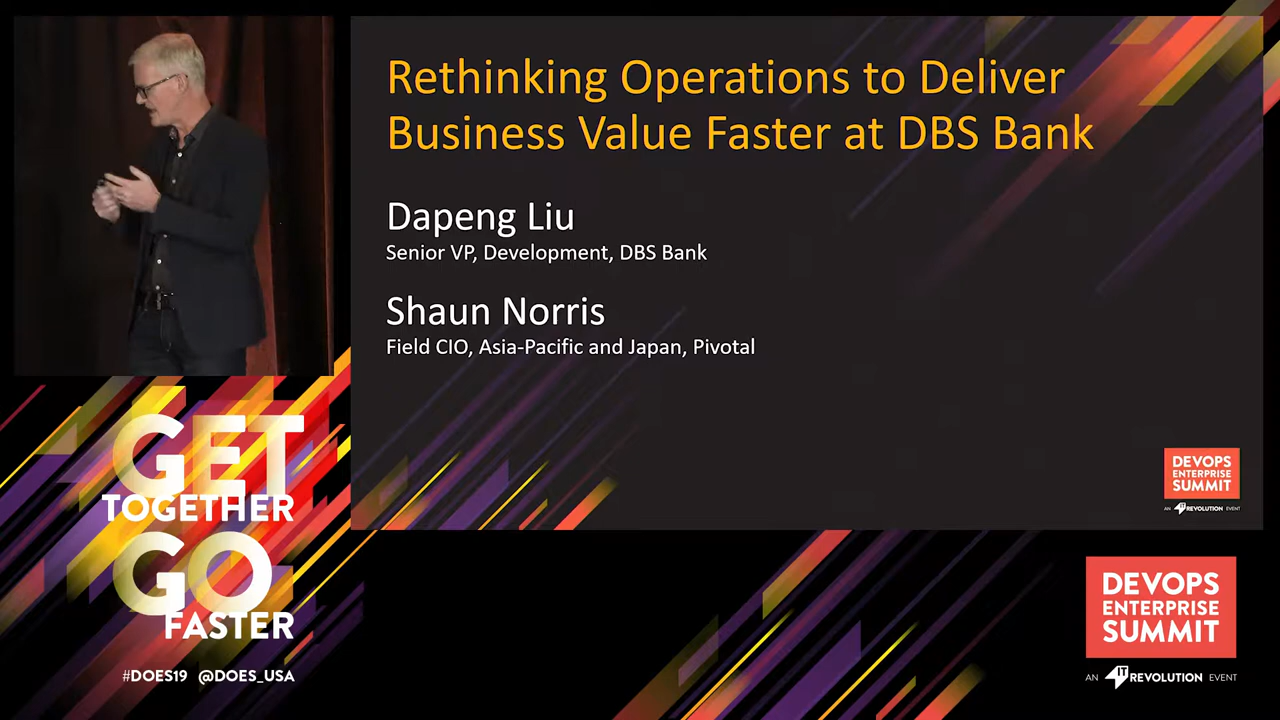 Rethinking Operations to Deliver
Business Value Faster at DBS Bank
Dapeng Liu
Senior VP, Development, DBS Bank
Shaun Norris
Field CIO, Asia-Pacific and Japan, Pivotal
DEVOPS
ENTERPRISE
SUMMIT
AN IT REVOLUTION EVENT
GET
TOGETHER
GO
FASTER
#DOES19 @DOES_USA
DEVOPS
ENTERPRISE
SUMMIT
AN IT REVOLUTION EVENT